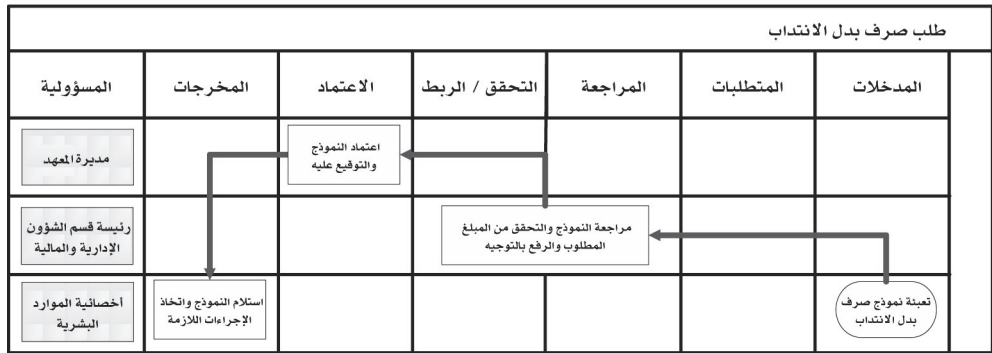 طلب صرف بدل الانتداب
المدخلات
المتطلبات
المراجعة
التحقق / الربط
الاعتماد
المخرجات
المسؤولية
اعتماد النموذج
والتوقيع عليه
مديرة المعهد
مراجعة النموذج والتحقق من المبلغ
المطلوب والرفع بالتوجيه
رئيسة قسم الشؤون
الإدارية والمالية
تعبئة نموذج صرف
بدل الانتداب
استلام النموذج واتخاذ
الإجراءات اللازمة
أخصائية الموارد
البشرية